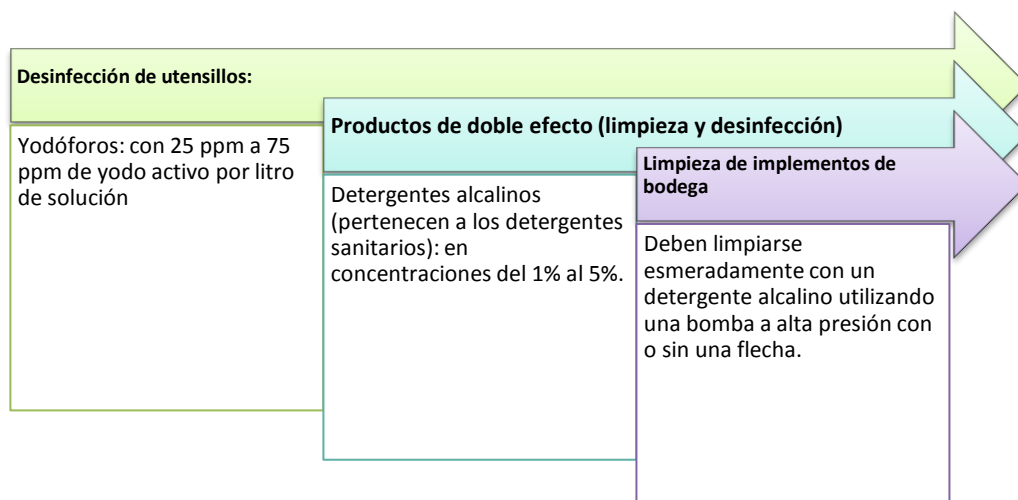 Desinfección de utensillos:
Yodóforos: con 25 ppm a 75
ppm de yodo activo por litro
de solución
Productos de doble efecto (limpieza y desinfección)
Detergentes alcalinos
(pertenecen a los detergentes
sanitarios): en
concentraciones del 1% al 5%.
Limpieza de implementos de
bodega
Deben limpiarse
esmeradamente con un
detergente alcalino utilizando
una bomba a alta presión con
o sin una flecha.